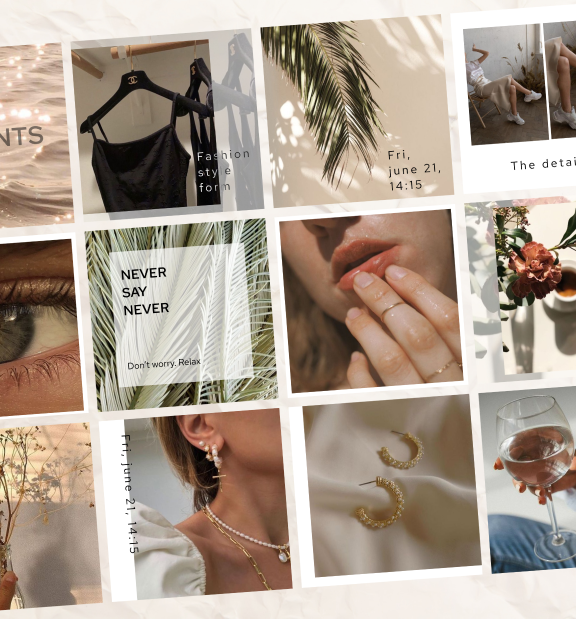 NTS
Fashion
style
form
Fri,
june 21,
14:15
The detai
NEVER
SAY
NEVER
Don't worry. Relax
Fri, june 21, 14:15